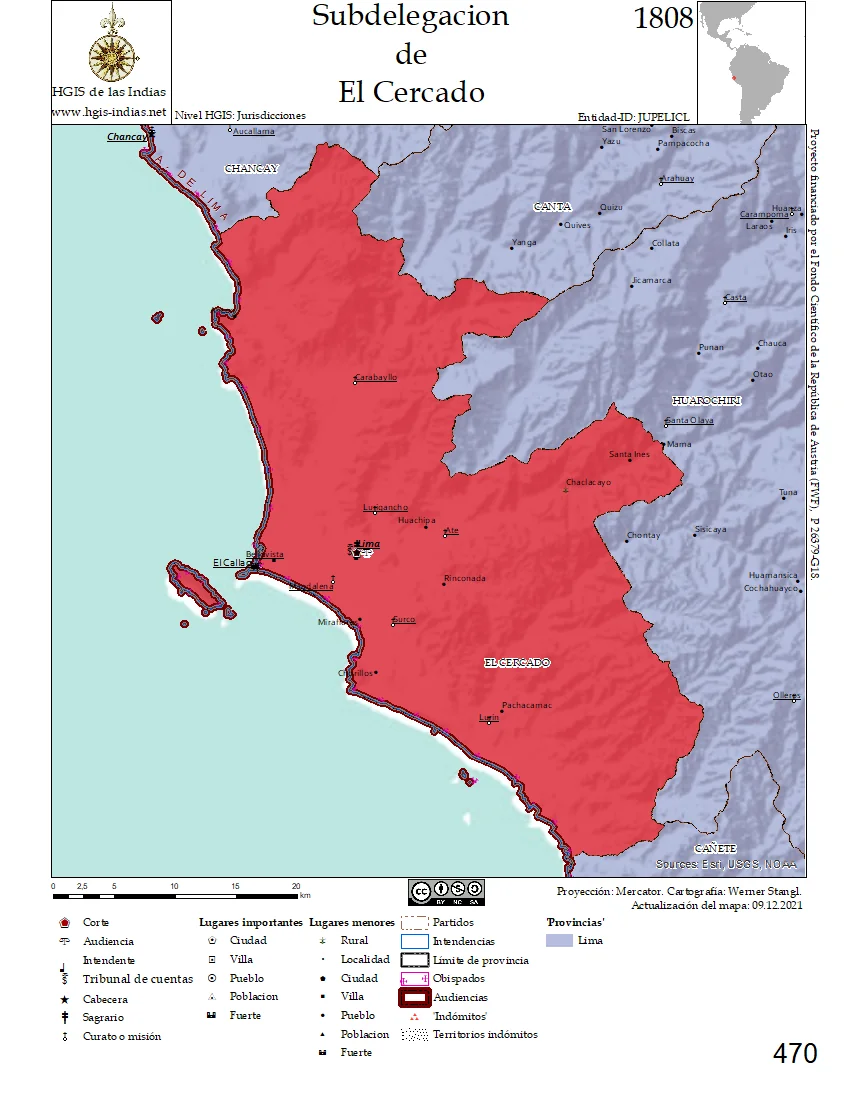 Subdelegacion
de
El Cercado
1808
HGIS de las Indias
www.hgis-indias.net
Nivel HGIS: Jurisdicciones
Entidad-ID: JUPELICL
Chancay
Aucallama
San Lorenzo
Biscas
Yazu
Pampacocha
A. DE LIMA
CHANCAY
Arahuay
CANTA
Quizu
Huanza
Carampoma
Quives
Laraos
Iris
Yanga
Collata
Jicamarca
Casta
Punan
Chauca
Otao
Carabayllo
HUAROCHIRI
Santa Olaya
Mama
Santa Ines
Chaclacayo
Tuna
Lurigancho
Huachipa
Ate
Sisicaya
Chontay
Lima
Bellavista
El Callao
Huamansica
Rinconada
Cochahuayco
Magdalena
Miraflores
Surco
EL CERCADO
Chorrillos
Olleros
Pachacamac
Lurin
CAÑETE
Sources: Esri, USGS, NOAA
Proyecto financiado por el Fondo Científico de la República de Austria (FWF), P 26379-G18.
0 2,5 5 10 15 20
km
CC BY NC SA
Proyección: Mercator. Cartografía: Werner Stangl.
Actualización del mapa: 09.12.2021
Corte
Audiencia
Intendente
Tribunal de cuentas
Cabecera
Sagrario
Curato o misión
Lugares importantes
Ciudad
Villa
Pueblo
Poblacion
Fuerte
Lugares menores
Rural
Localidad
Ciudad
Villa
Pueblo
Poblacion
Fuerte
Partidos
Intendencias
Límite de provincia
Obispados
Audiencias
'Indómitos'
Territorios indómitos
'Provincias'
Lima
470